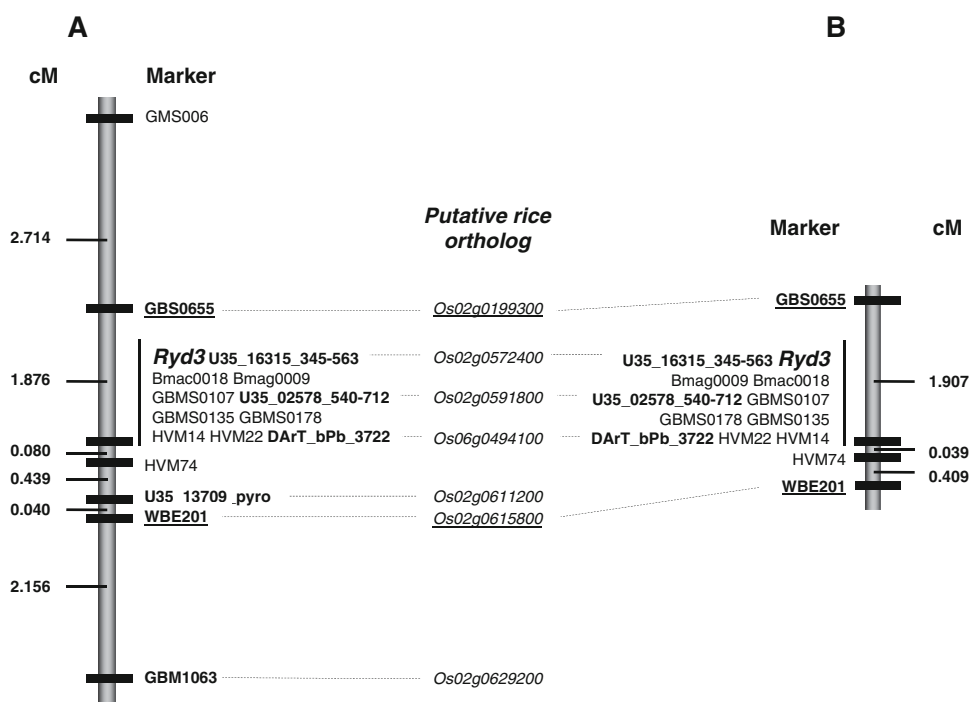 A
B
cM Marker
GMS006
Putative rice
ortholog
Marker cM
2.714
GBS0655 Os02g0199300 GBS0655
Ryd3 U35_16315_345-563 Os02g0572400 U35_16315_345-563 Ryd3
1.876 Bmac0018 Bmag0009 Bmag0009 Bmac0018 1.907
GBMS0107 U35_02578_540-712 Os02g0591800 U35_02578_540-712 GBMS0107
GBMS0135 GBMS0178 GBMS0178 GBMS0135
HVM14 HVM22 DArT_bPb_3722 Os06g0494100 DArT_bPb_3722 HVM22 HVM14
0.080 0.039
HVM74 HVM74
0.439 0.409
U35_13709_pyro Os02g0611200
WBE201
0.040
WBE201 Os02g0615800
2.156
GBM1063 Os02g0629200